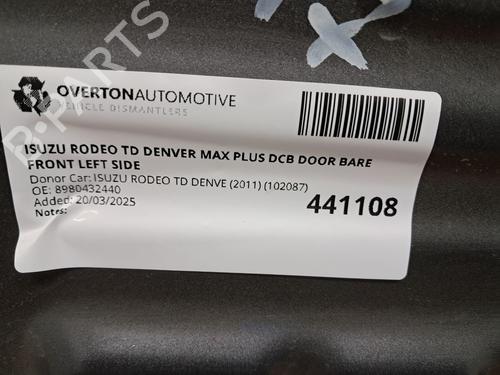 OVERTONAUTOMOTIVE
VEHICLE DISMANTLERS
ISUZU RODEO TD DENVER MAX PLUS DCB DOOR BARE
FRONT LEFT SIDE
Donor Car: ISUZU RODEO TD DENVE (2011) (102087)
OE: 8980432440
Added: 20/03/2025
Notes:
441108